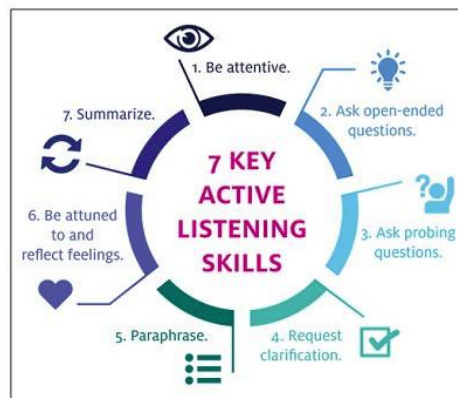 7 KEY
ACTIVE
LISTENING
SKILLS
1. Be attentive.
2. Ask open-ended
questions.
3. Ask probing
questions.
4. Request
clarification.
5. Paraphrase.
6. Be attuned
to and
reflect feelings.
7. Summarize.